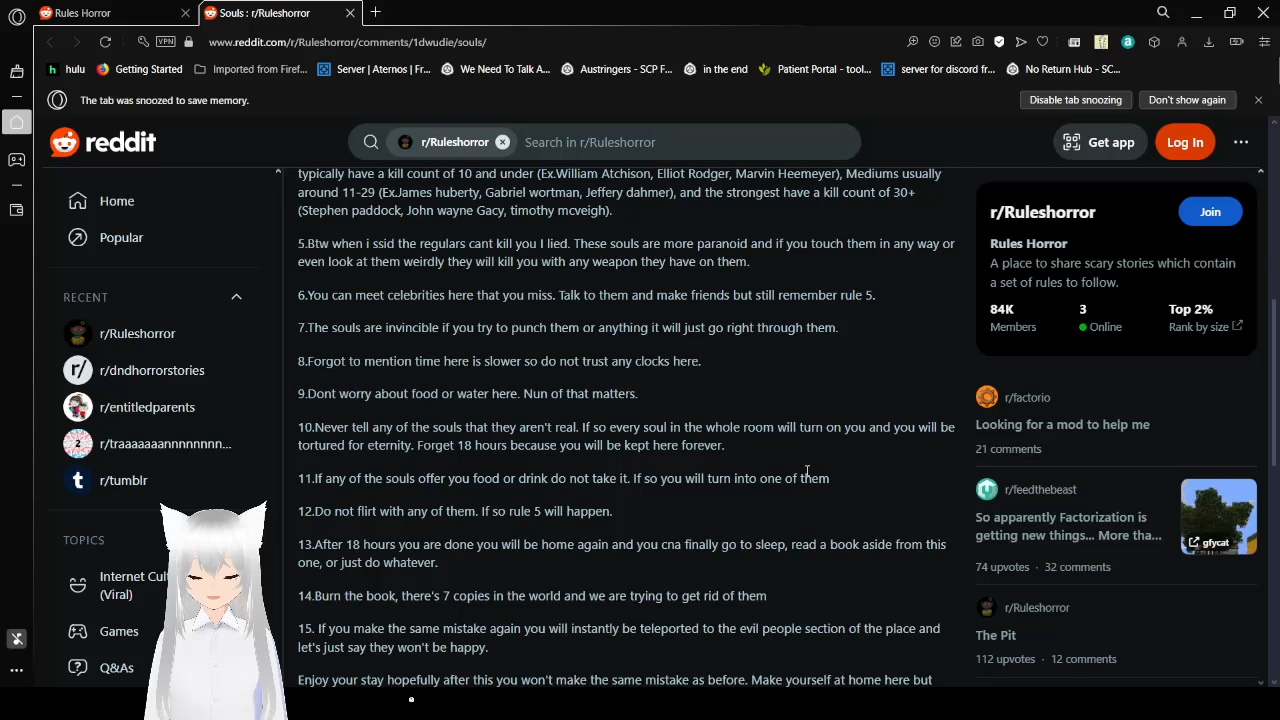 Rules Horror
Souls : r/Ruleshorror
VPN
www.reddit.com/r/Ruleshorror/comments/1dwudie/souls/
hulu
Getting Started
Imported from Firef...
Server | Aternos | Fr...
We Need To Talk A...
Austringers - SCP F...
in the end
Patient Portal - tool...
server for discord fr...
No Return Hub - SC...
The tab was snoozed to save memory.
Disable tab snoozing
Don't show again
reddit
r/Ruleshorror
Search in r/Ruleshorror
Get app
Log In
Home
Popular
RECENT
r/Ruleshorror
r/dndhorrorstories
r/entitledparents
r/traaaaaaannnnnnnn...
r/tumblr
TOPICS
Internet Cul
(Viral)
Games
Q&As
typically have a kill count of 10 and under (Ex.William Atchison, Elliot Rodger, Marvin Heemeyer), Mediums usually
around 11-29 (Ex.James huberty, Gabriel wortman, Jeffery dahmer), and the strongest have a kill count of 30+
(Stephen paddock, John wayne Gacy, timothy mcveigh).
5.Btw when i ssid the regulars cant kill you I lied. These souls are more paranoid and if you touch them in any way or
even look at them weirdly they will kill you with any weapon they have on them.
6.You can meet celebrities here that you miss. Talk to them and make friends but still remember rule 5.
7.The souls are invincible if you try to punch them or anything it will just go right through them.
8.Forgot to mention time here is slower so do not trust any clocks here.
9.Dont worry about food or water here. Nun of that matters.
10.Never tell any of the souls that they aren't real. If so every soul in the whole room will turn on you and you will be
tortured for eternity. Forget 18 hours because you will be kept here forever.
11.If any of the souls offer you food or drink do not take it. If so you will turn into one of them
12.Do not flirt with any of them. If so rule 5 will happen.
13.After 18 hours you are done you will be home again and you cna finally go to sleep, read a book aside from this
one, or just do whatever.
14.Burn the book, there's 7 copies in the world and we are trying to get rid of them
15. If you make the same mistake again you will instantly be teleported to the evil people section of the place and
let's just say they won't be happy.
Enjoy your stay hopefully after this you won't make the same mistake as before. Make yourself at home here but
r/Ruleshorror
Join
Rules Horror
A place to share scary stories which contain
a set of rules to follow.
84K
3
Top 2%
Members
Online
Rank by size
r/factorio
Looking for a mod to help me
21 comments
r/feedthebeast
So apparently Factorization is
getting new things... More tha...
gfycat
74 upvotes · 32 comments
r/Ruleshorror
The Pit
112 upvotes · 12 comments